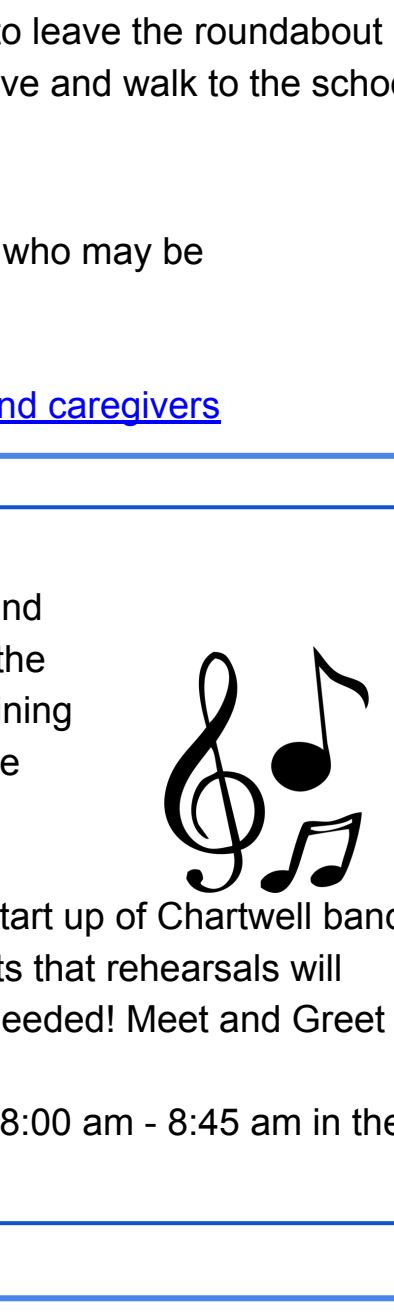 to leave the roundabout
ve and walk to the schoo
who may be
nd caregivers
nd
the
ining
e
tart up of Chartwell band
ts that rehearsals will
eeded! Meet and Greet
8:00 am - 8:45 am in the